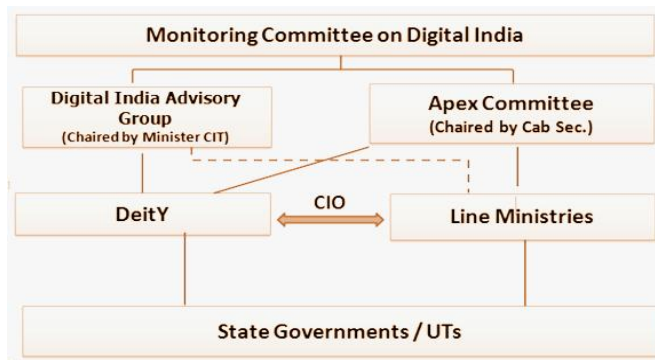 Monitoring Committee on Digital India
Digital India Advisory
Group
(Chaired by Minister CIT)
Apex Committee
(Chaired by Cab Sec.)
DeitY
CIO
Line Ministries
State Governments / UTs